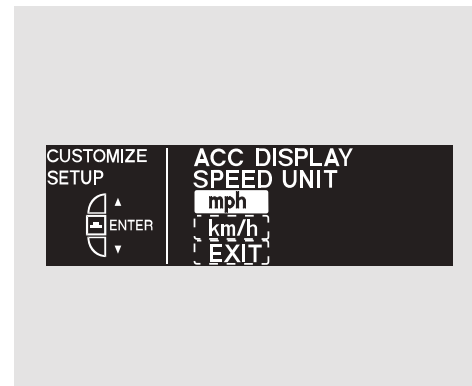 CUSTOMIZE
SETUP
ENTER
ACC DISPLAY
SPEED UNIT
mph
km/h
EXIT